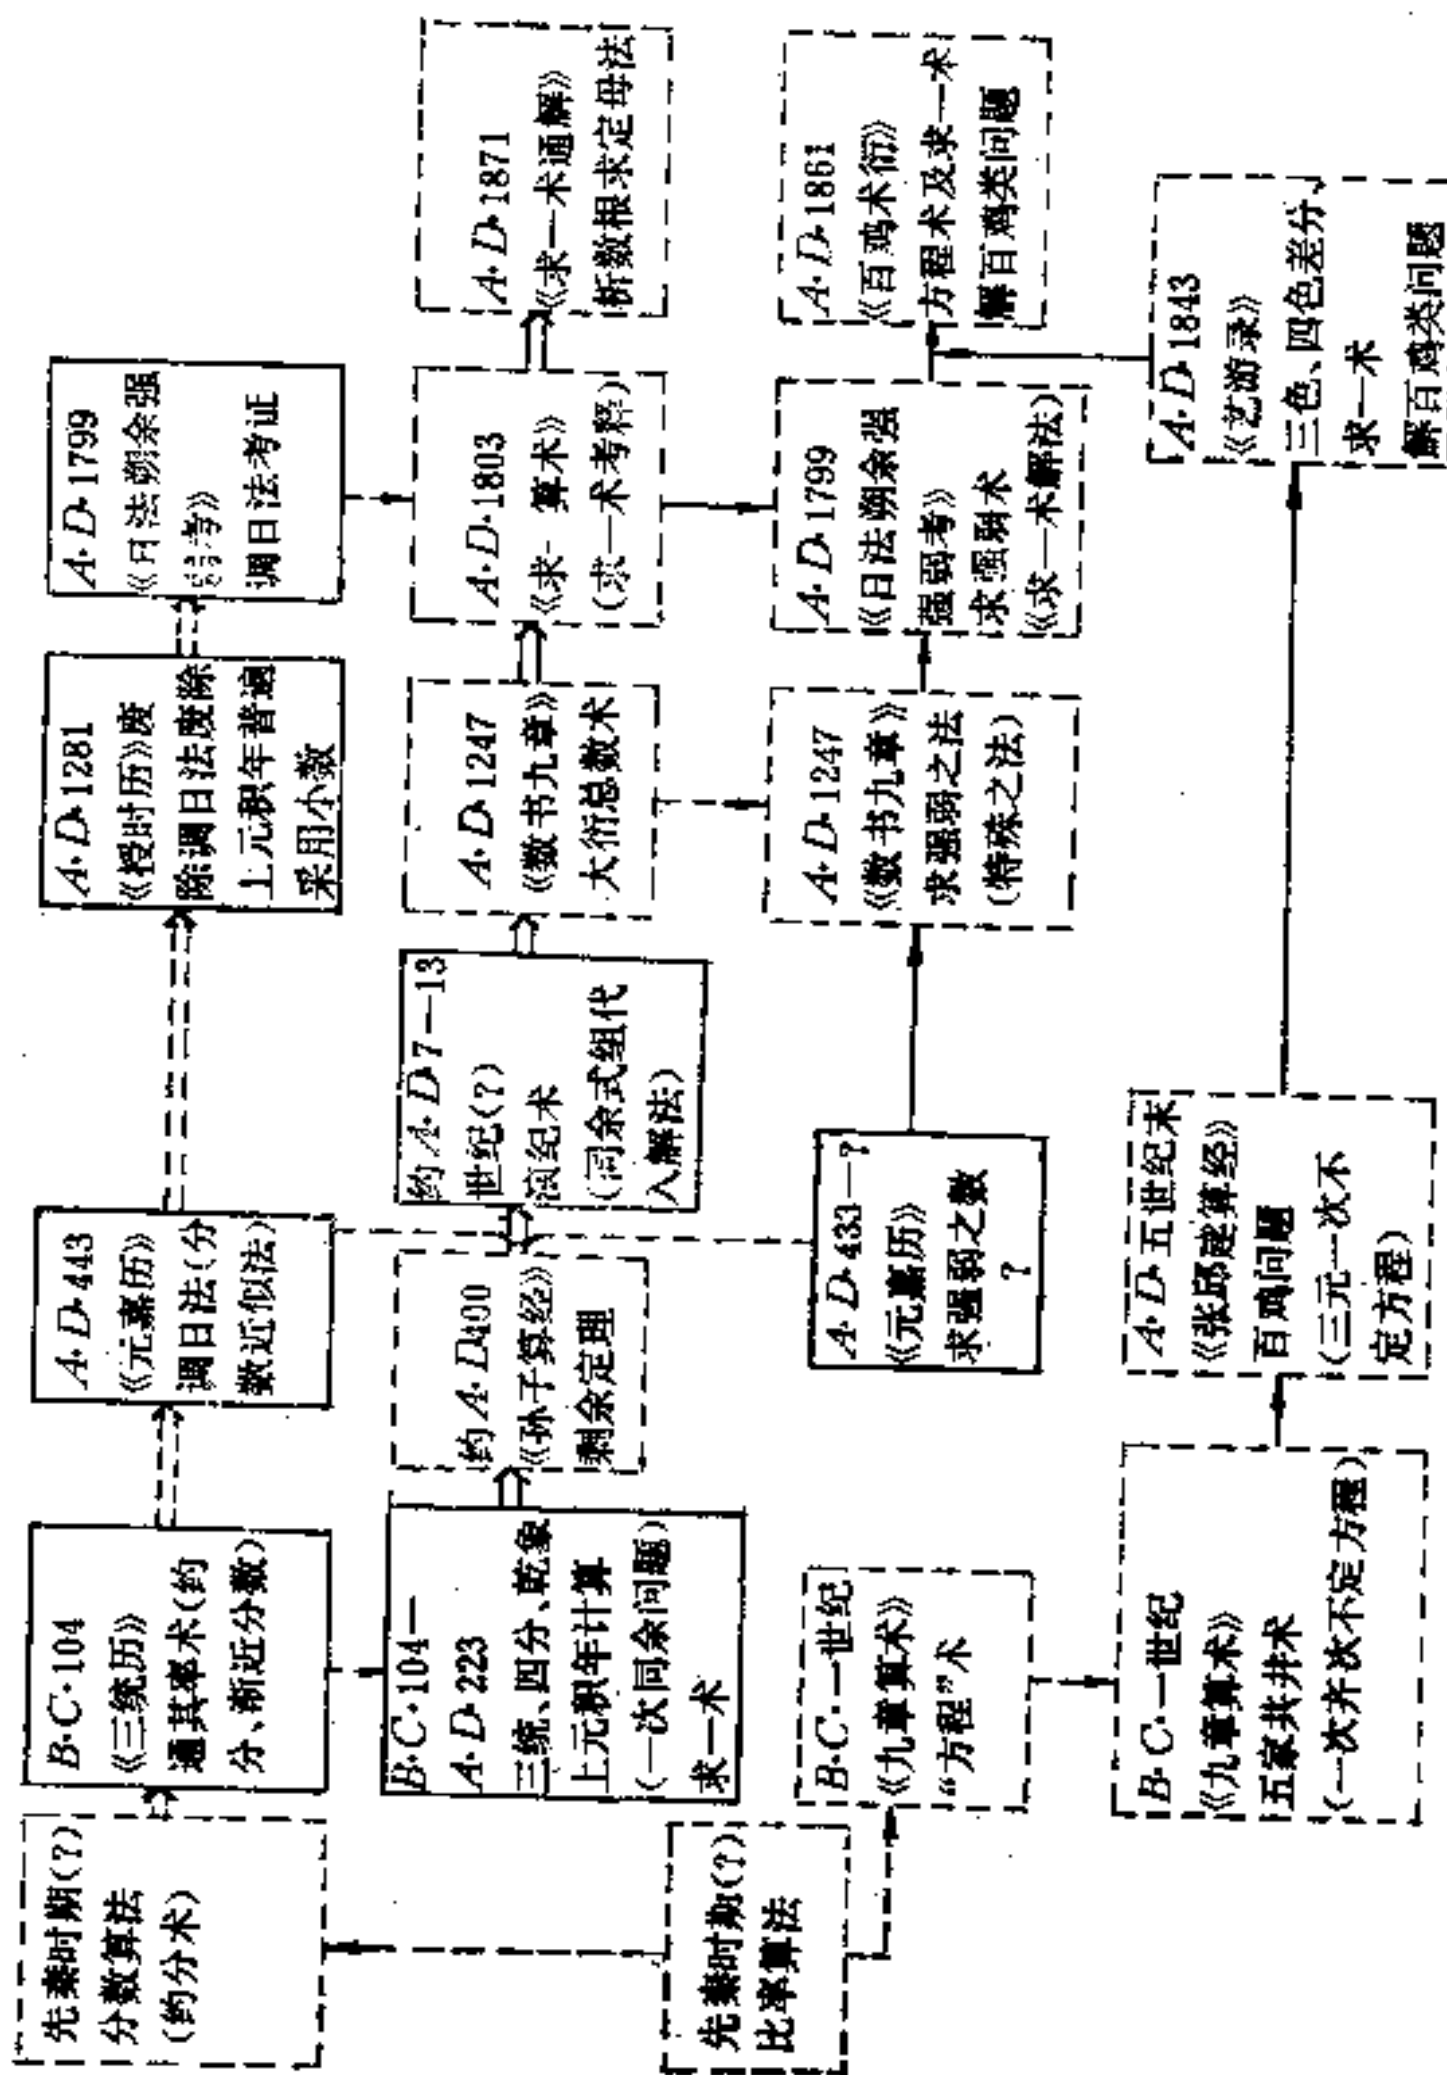 先秦时期(?)
分数算法
(约分术)
B·C·104
《三统历》
通其率术(约
分、渐近分数)
A·D·443
《元嘉历》
调日法(分
数近似法)
A·D·1281
《授时历》废
除调日法废除
上元积年普遍
采用小数
A·D·1799
《日法朔余强
弱考》
调日法考证
B·C·104—
A·D·223
三统、四分、乾象
上元积年计算
(一次同余问题)
求一术
约A·D400
《孙子算经》
剩余定理
约A·D·7—13
世纪(?)
演纪术
(同余式组代
入解法)
A·D·1247
《数书九章》
大衍总数术
A·D·1803
《求一算术》
(求一术考释)
A·D·1871
《求一术通解》
析数根求定母法
先秦时期(?)
比率算法
B·C·一世纪
《九章算术》
“方程”术
A·D·433—?
《元嘉历》
求强弱之数
?
A·D·1247
《数书九章》
求强弱之法
(特殊之法)
A·D·1799
《日法朔余强
强弱考》
求强弱术
《求一术解法)
A·D·1861
《百鸡术衍》
方程术及求一术
解百鸡类问题
B·C·一世纪
《九章算术》
五家共井术
(一次齐次不定方程)
A·D·五世纪末
《张邱建算经》
百鸡问题
(三元一次不
定方程)
A·D·1843
《艺游录》
三色、四色差分、
求一术
解百鸡类问题